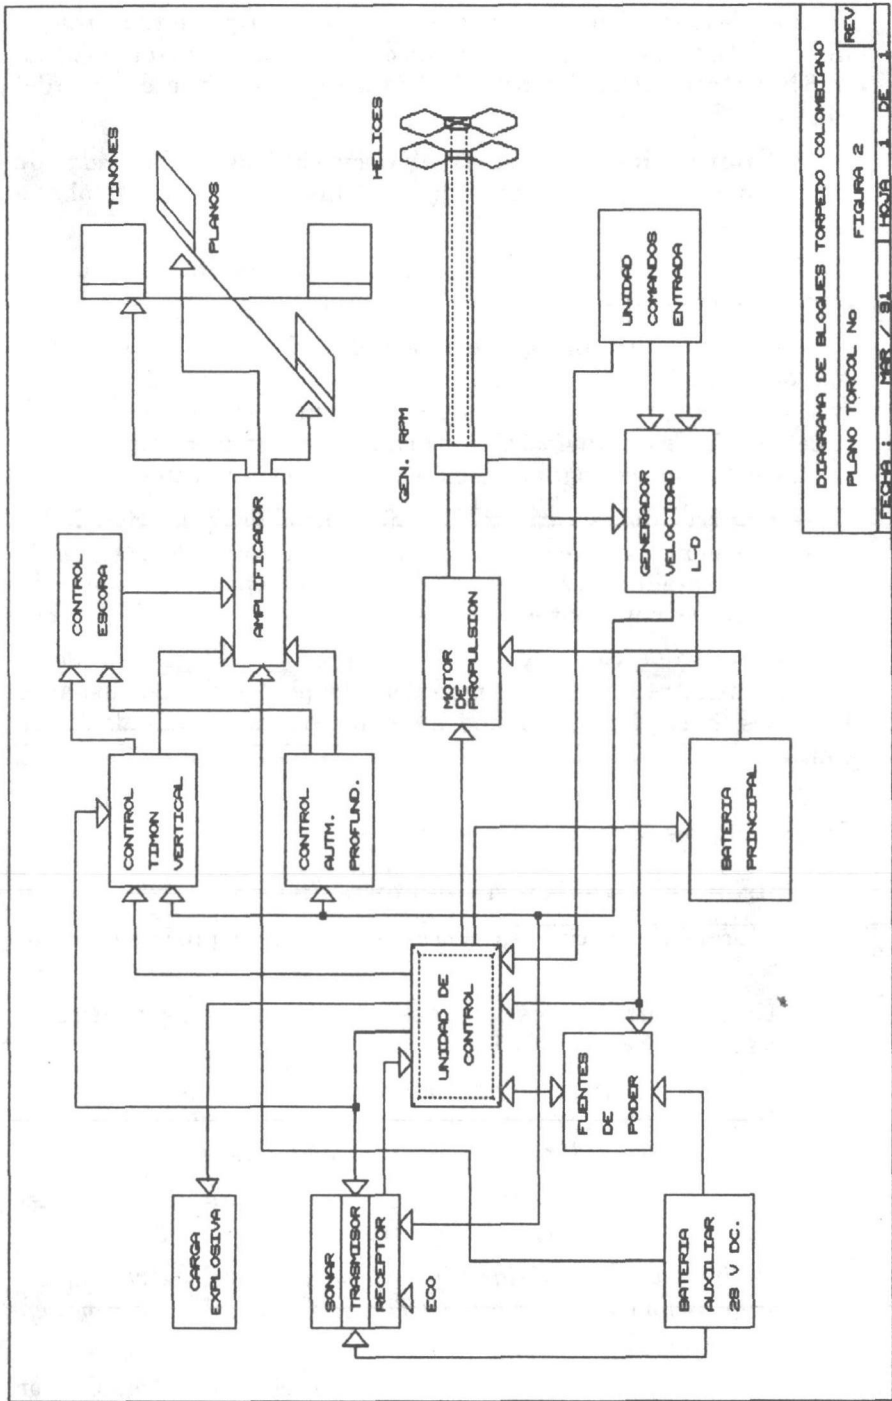 TINONES
PLANOS
HELICES
CONTROL
ESCORA
AMPLIFICADOR
GEN. RPM
UNIDAD
COMANDOS
ENTRADA
CONTROL
TIMON
VERTICAL
CONTROL
AUTM.
PROFUND.
MOTOR
DE
PROPULSION
GENERADOR
VELOCIDAD
L-D
BATERIA
PRINCIPAL
UNIDAD DE
CONTROL
FUENTES
DE
PODER
CARGA
EXPLOSIVA
SONAR
TRASMISOR
RECEPTOR
ECO
BATERIA
AUXILIAR
28 V DC.
DIAGRAMA DE BLOQUES TORPEDO COLOMBIANO
PLANO TORCOL No FIGURA 2 REV
FECHA : MAR / 91 HOJA 1 DE 1